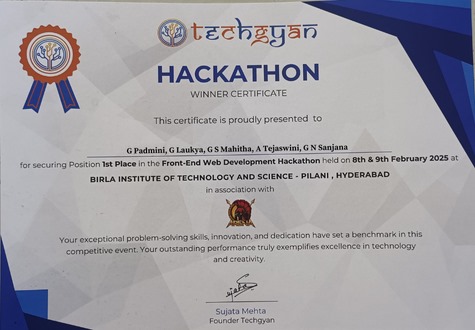 techgyan
HACKATHON
WINNER CERTIFICATE
This certificate is proudly presented to
G Padmini, G Laukya, G S Mahitha, A Tejaswini, G N Sanjana
for securing Position 1st Place in the Front-End Web Development Hackathon held on 8th & 9th February 2025 at
BIRLA INSTITUTE OF TECHNOLOGY AND SCIENCE - PILANI , HYDERABAD
in association with
Your exceptional problem-solving skills, innovation, and dedication have set a benchmark in this
competitive event. Your outstanding performance truly exemplifies excellence in technology
and creativity.
Sujata Mehta
Founder Techgyan